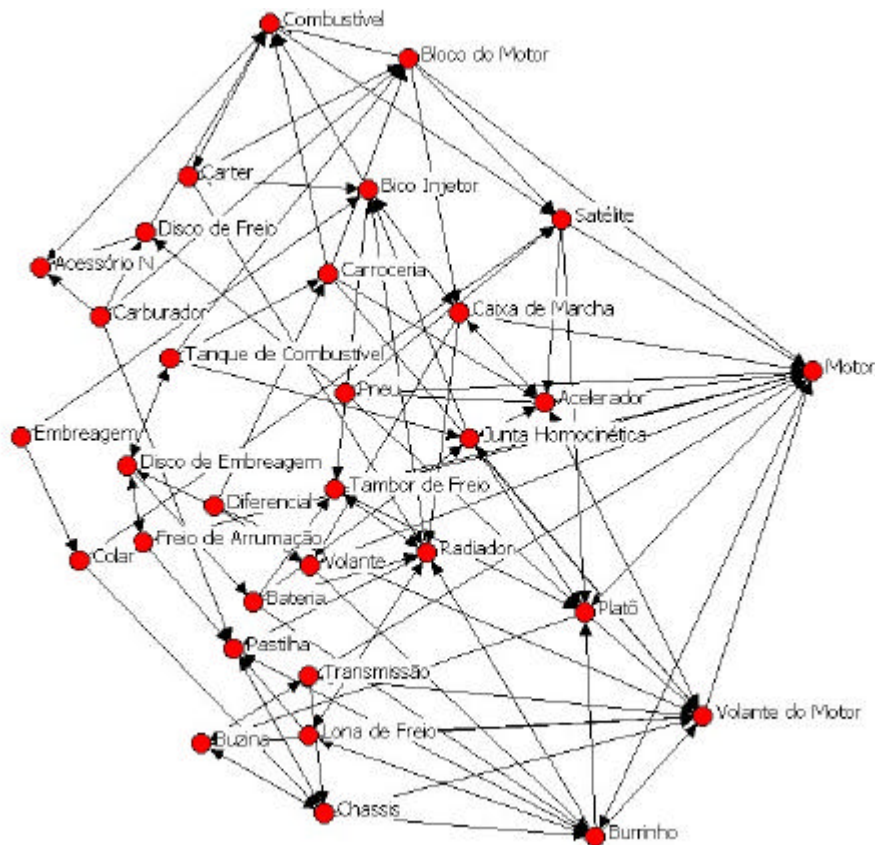 Combustível
Bloco do Motor
Carter
Bico Injetor
Satélite
Disco de Freio
Acessório N
Carroceria
Caixa de Marcha
Carburador
Tanque de Combustível
Motor
Pneu
Acelerador
Embreagem
Junta Homocinética
Disco de Embreagem
Tambor de Freio
Diferencial
Freio de Arrumação
Colar
Volante
Radiador
Bateria
Platô
Pastilha
Transmissão
Volante do Motor
Lona de Freio
Buzina
Chassis
Burrinho